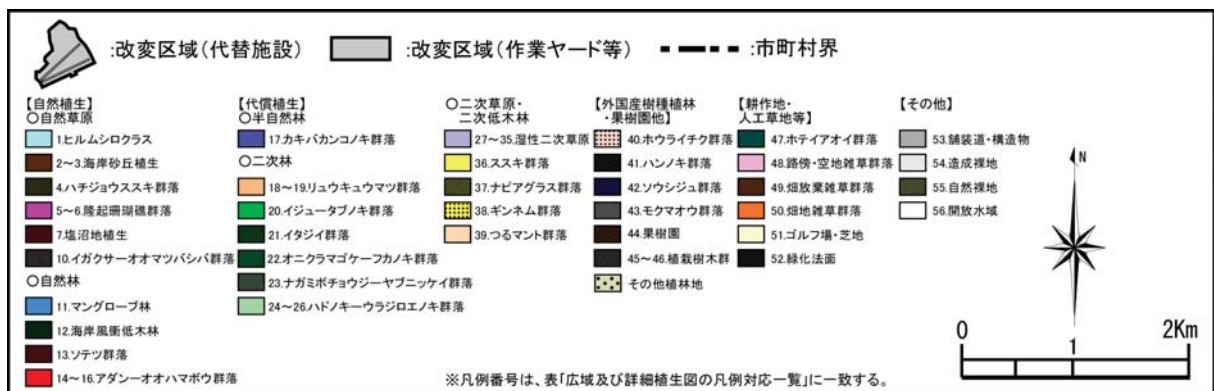 :改変区域(代替施設)
:改変区域(作業ヤード等)
:市町村界
【自然植生】
○自然草原
1.ヒルムシロクラス
2～3.海岸砂丘植生
4.ハチジョウススキ群落
5～6.隆起珊瑚礁群落
7.塩沼地植生
10.イガクサーオオマツバシバ群落
○自然林
11.マングローブ林
12.海岸風衝低木林
13.ソテツ群落
14～16.アダンーオオハマボウ群落
【代償植生】
○半自然林
17.カキバカンコノキ群落
○二次林
18～19.リュウキュウマツ群落
20.イジュータブノキ群落
21.イタジイ群落
22.オニクラマゴケーフカノキ群落
23.ナガミボチョウジーヤブニッケイ群落
24～26.ハドノキーウラジロエノキ群落
○二次草原・
二次低木林
27～35.湿性二次草原
36.ススキ群落
37.ナピアグラス群落
38.ギンネム群落
39.つるマント群落
【外国産樹種植林
・果樹園他】
40.ホウライチク群落
41.ハンノキ群落
42.ソウシジュ群落
43.モクマオウ群落
44.果樹園
45～46.植栽樹木群
その他植林地
【耕作地・
人工草地等】
47.ホテイアオイ群落
48.路傍・空地雑草群落
49.畑放棄雑草群落
50.畑地雑草群落
51.ゴルフ場・芝地
52.緑化法面
【その他】
53.舗装道・構造物
54.造成裸地
55.自然裸地
56.開放水域
N
0 1 2Km
※凡例番号は、表「広域及び詳細植生図の凡例対応一覧」に一致する。